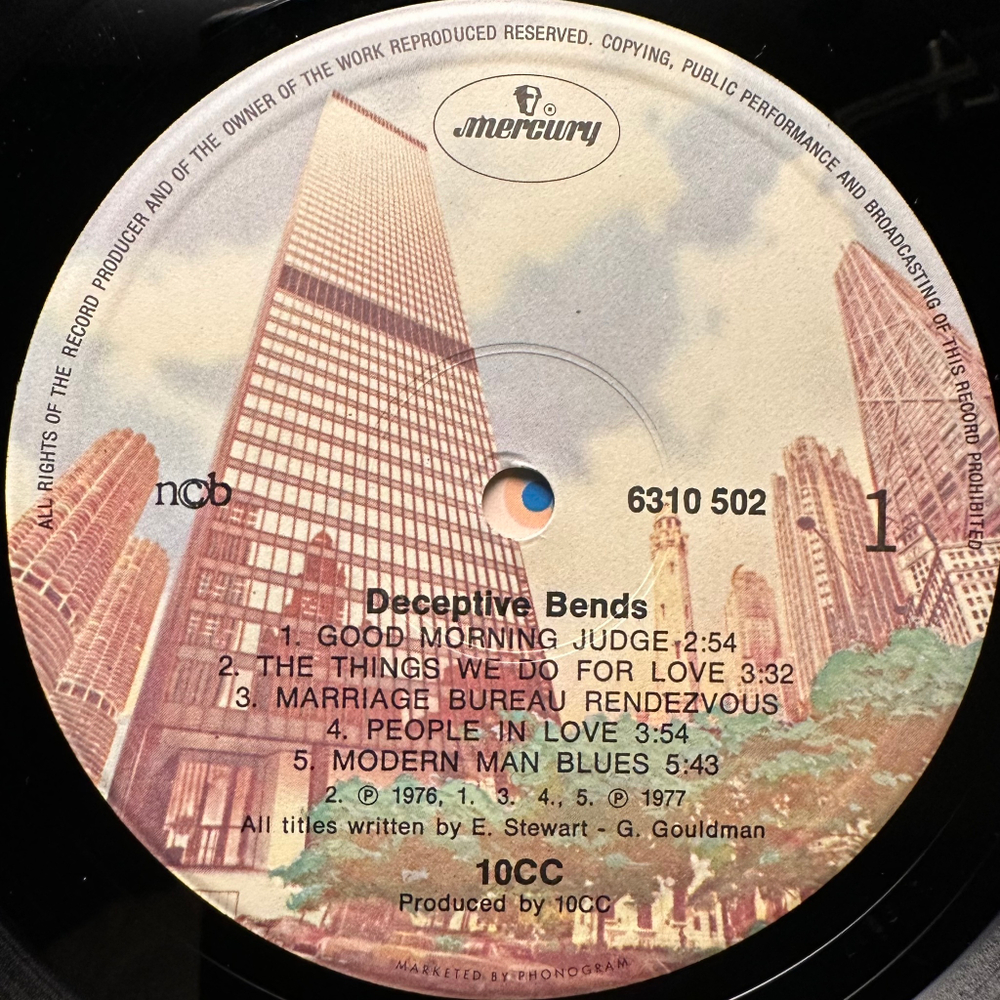 ALL RIGHTS OF THE RECORD PRODUCER AND OF THE OWNER OF THE WORK REPRODUCED RESERVED. COPYING, PUBLIC PERFORMANCE AND BROADCASTING OF THIS RECORD PROHIBITED
mercury ®
ncb
6310 502
1
Deceptive Bends
1. GOOD MORNING JUDGE 2:54
2. THE THINGS WE DO FOR LOVE 3:32
3. MARRIAGE BUREAU RENDEZVOUS
4. PEOPLE IN LOVE 3:54
5. MODERN MAN BLUES 5:43
2. ℗ 1976, 1. 3. 4., 5. ℗ 1977
All titles written by E. Stewart - G. Gouldman
10CC
Produced by 10CC
MARKETED BY PHONOGRAM